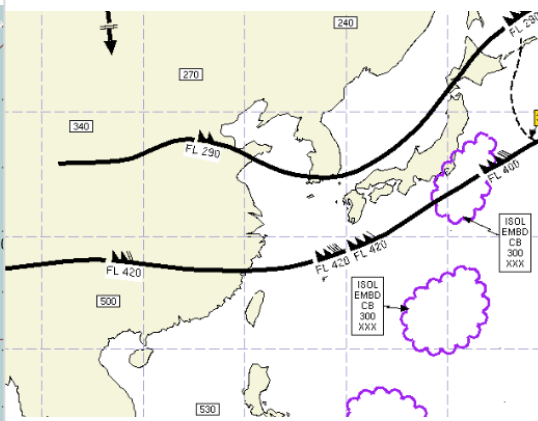 240
FL 290
270
340
FL 290
FL 400
ISOL
EMBD
CB
300
XXX
FL 420
FL 420
FL 420
ISOL
EMBD
CB
300
XXX
500
530